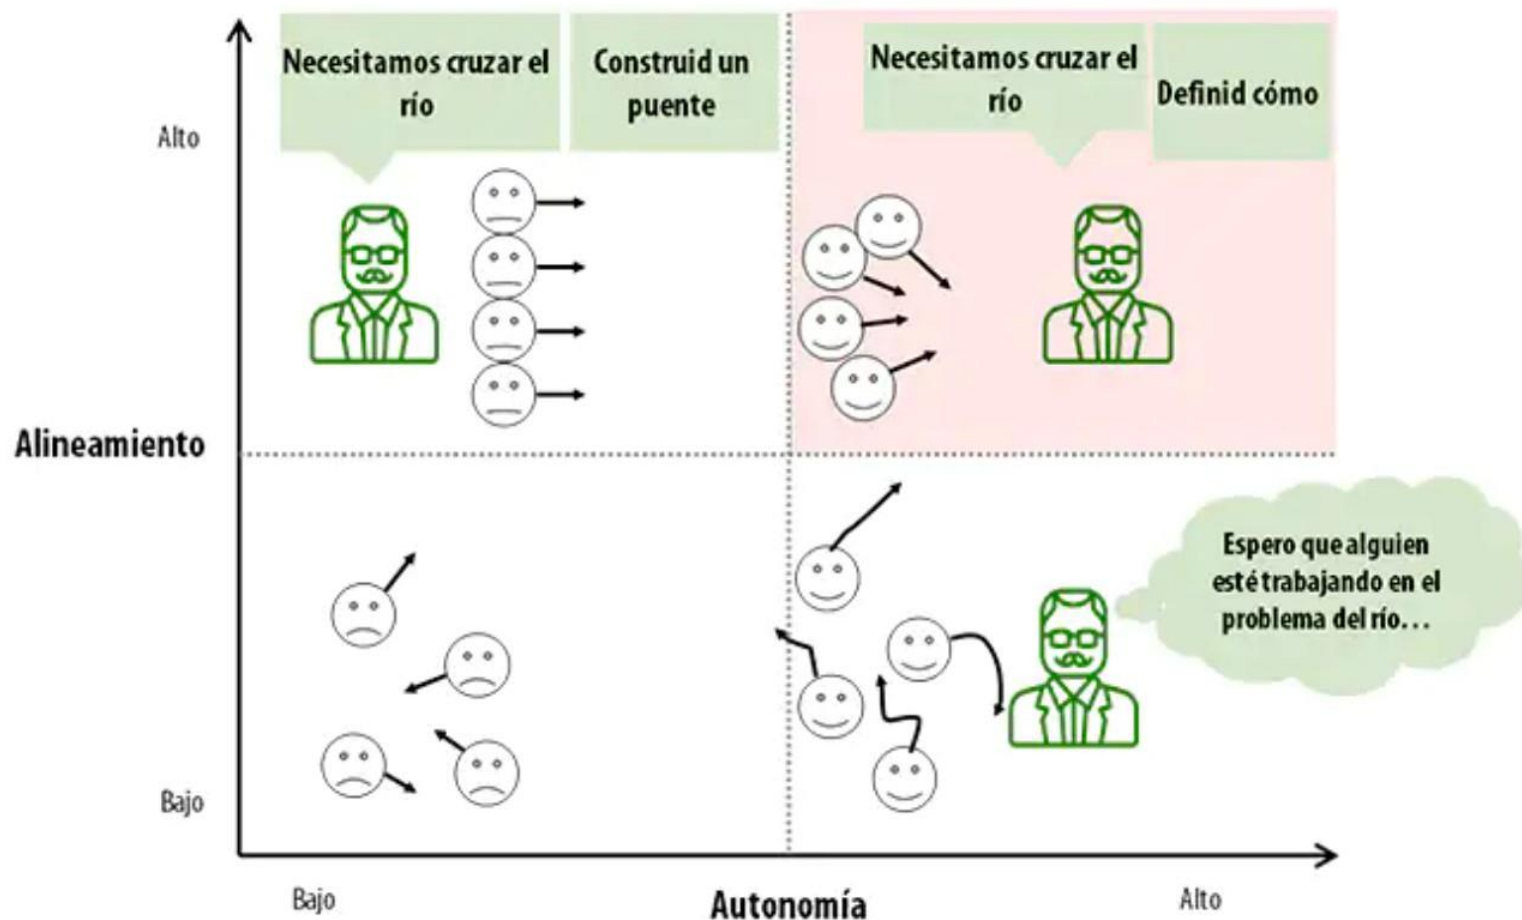 Necesitamos cruzar el
río
Construid un
puente
Necesitamos cruzar el
río
Definid cómo
Alto
Alineamiento
Espero que alguien
esté trabajando en el
problema del río...
Bajo
Bajo
Autonomía
Alto